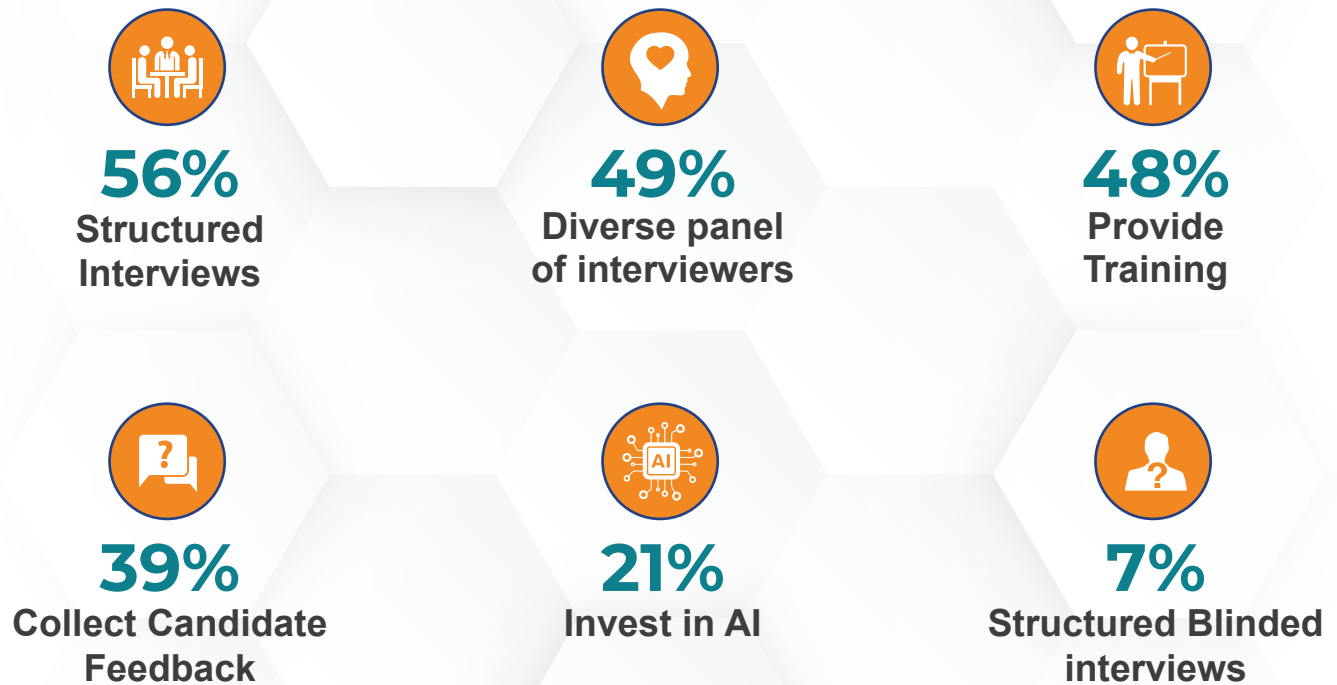 56%
Structured
Interviews
49%
Diverse panel
of interviewers
48%
Provide
Training
?
39%
Collect Candidate
Feedback
AI
21%
Invest in AI
?
7%
Structured Blinded
interviews